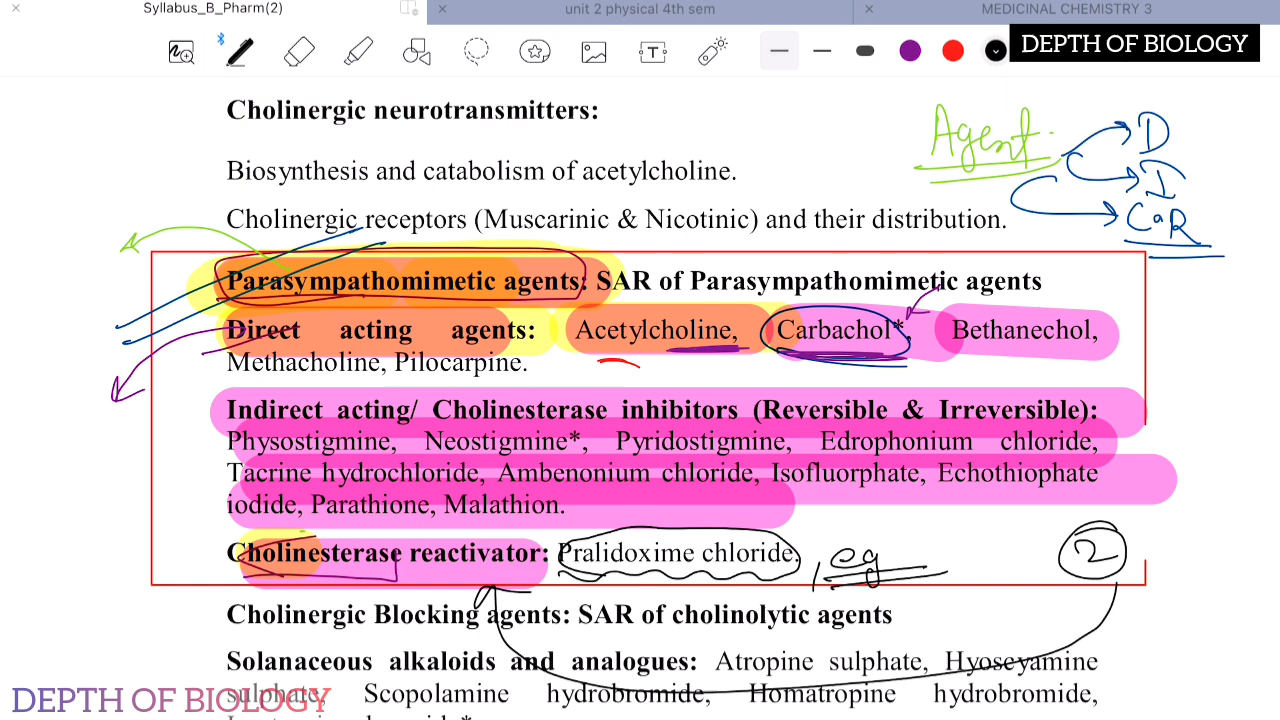 Syllabus_B_Pharm(2)
unit 2 physical 4th sem
MEDICINAL CHEMISTRY 3
DEPTH OF BIOLOGY
Cholinergic neurotransmitters:
Agent
D
I
CaR
Biosynthesis and catabolism of acetylcholine.
Cholinergic receptors (Muscarinic & Nicotinic) and their distribution.
Parasympathomimetic agents: SAR of Parasympathomimetic agents
Direct acting agents: Acetylcholine, Carbachol*, Bethanechol,
Methacholine, Pilocarpine.
Indirect acting/ Cholinesterase inhibitors (Reversible & Irreversible):
Physostigmine, Neostigmine*, Pyridostigmine, Edrophonium chloride,
Tacrine hydrochloride, Ambenonium chloride, Isofluorphate, Echothiophate
iodide, Parathione, Malathion.
Cholinesterase reactivator: Pralidoxime chloride. , eg
2
Cholinergic Blocking agents: SAR of cholinolytic agents
Solanaceous alkaloids and analogues: Atropine sulphate, Hyoseyamine
sulphate, Scopolamine hydrobromide, Homatropine hydrobromide,
DEPTH OF BIOLOGY